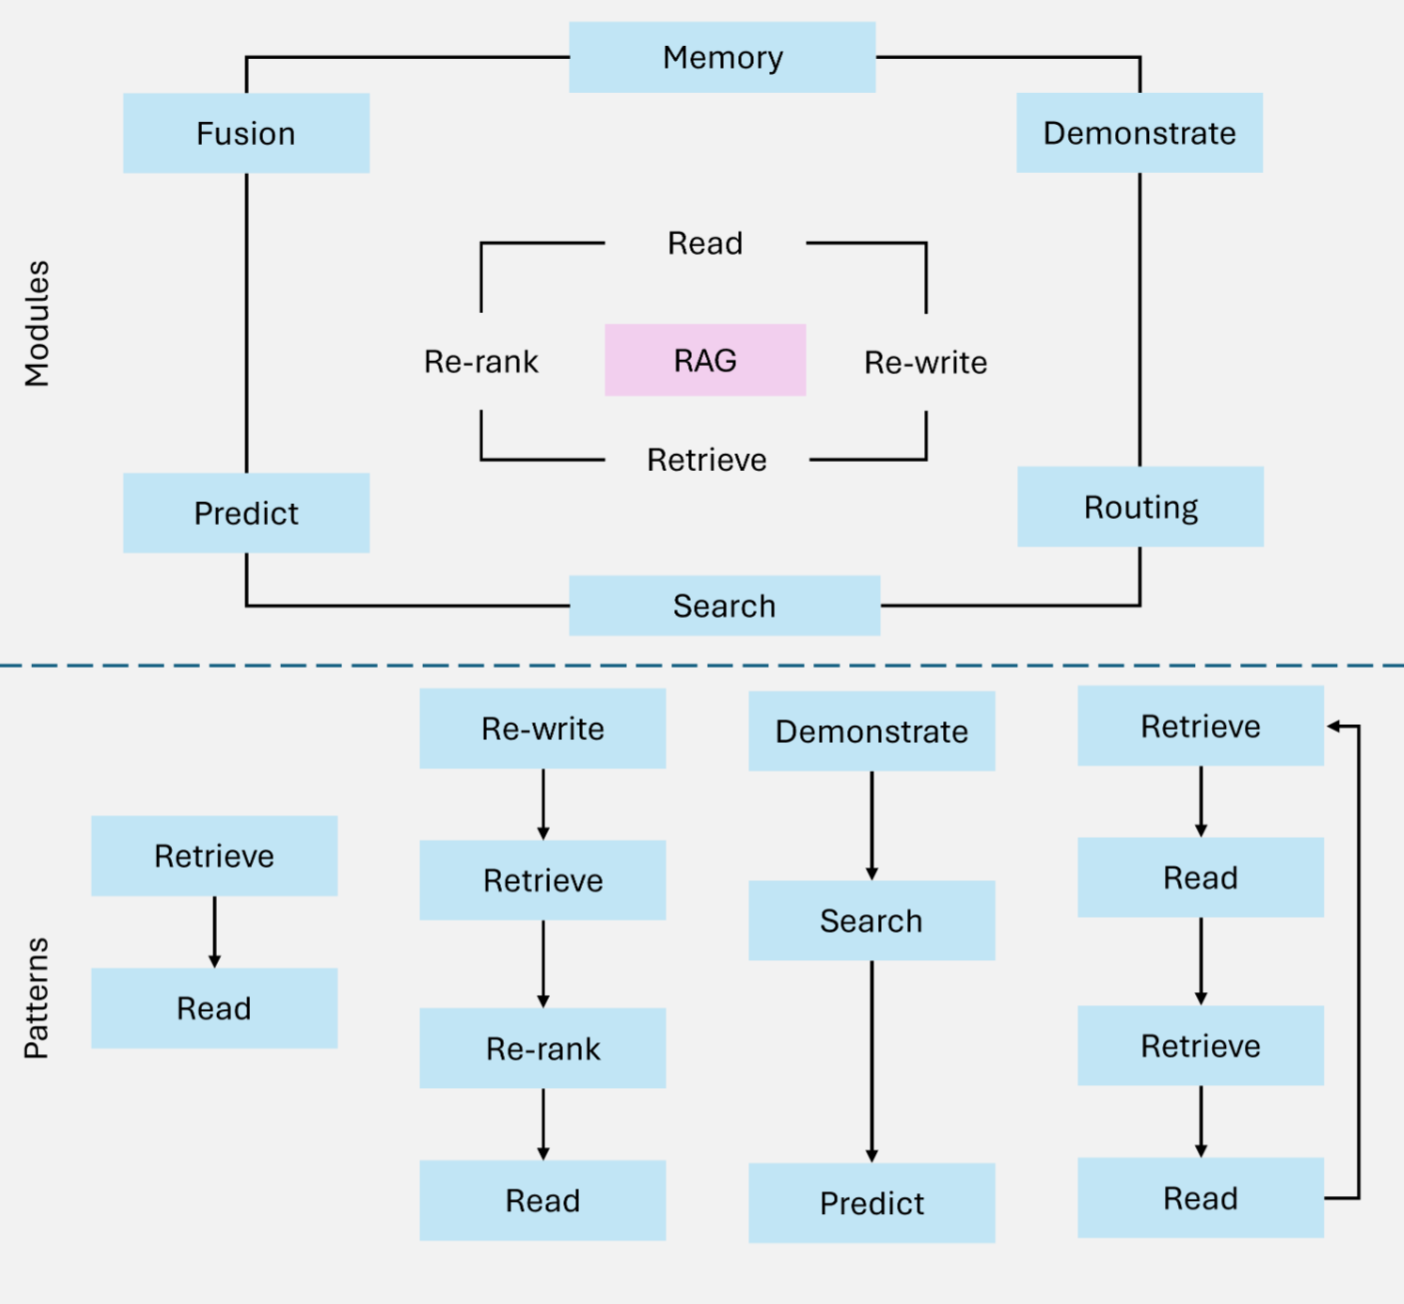 Memory
Fusion
Demonstrate
Modules
Read
Re-rank
RAG
Re-write
Retrieve
Predict
Routing
Search
Patterns
Retrieve
Read
Re-write
Retrieve
Re-rank
Read
Demonstrate
Search
Predict
Retrieve
Read
Retrieve
Read